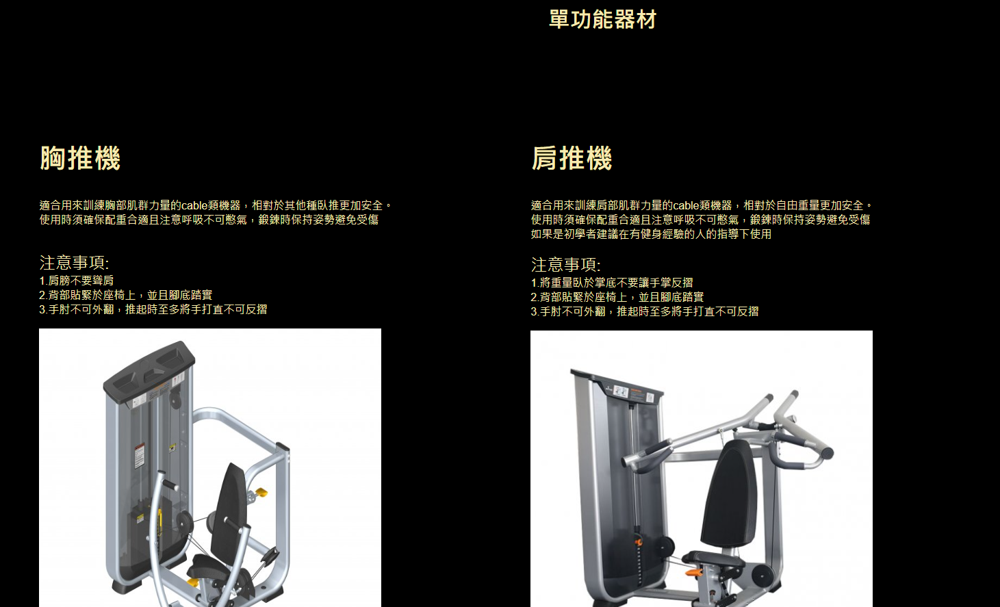 單功能器材
胸推機
適合用來訓練胸部肌群力量的cable類機器，相對於其他種臥推更加安全。
使用時須確保配重合適且注意呼吸不可憋氣，鍛鍊時保持姿勢避免受傷
注意事項:
1.肩膀不要聳肩
2.背部貼緊於座椅上，並且腳底踏實
3.手肘不可外翻，推起時至多將手打直不可反摺
肩推機
適合用來訓練肩部肌群力量的cable類機器，相對於自由重量更加安全。
使用時須確保配重合適且注意呼吸不可憋氣，鍛鍊時保持姿勢避免受傷
如果是初學者建議在有健身經驗的人的指導下使用
注意事項:
1.將重量臥於掌底不要讓手掌反摺
2.背部貼緊於座椅上，並且腳底踏實
3.手肘不可外翻，推起時至多將手打直不可反摺